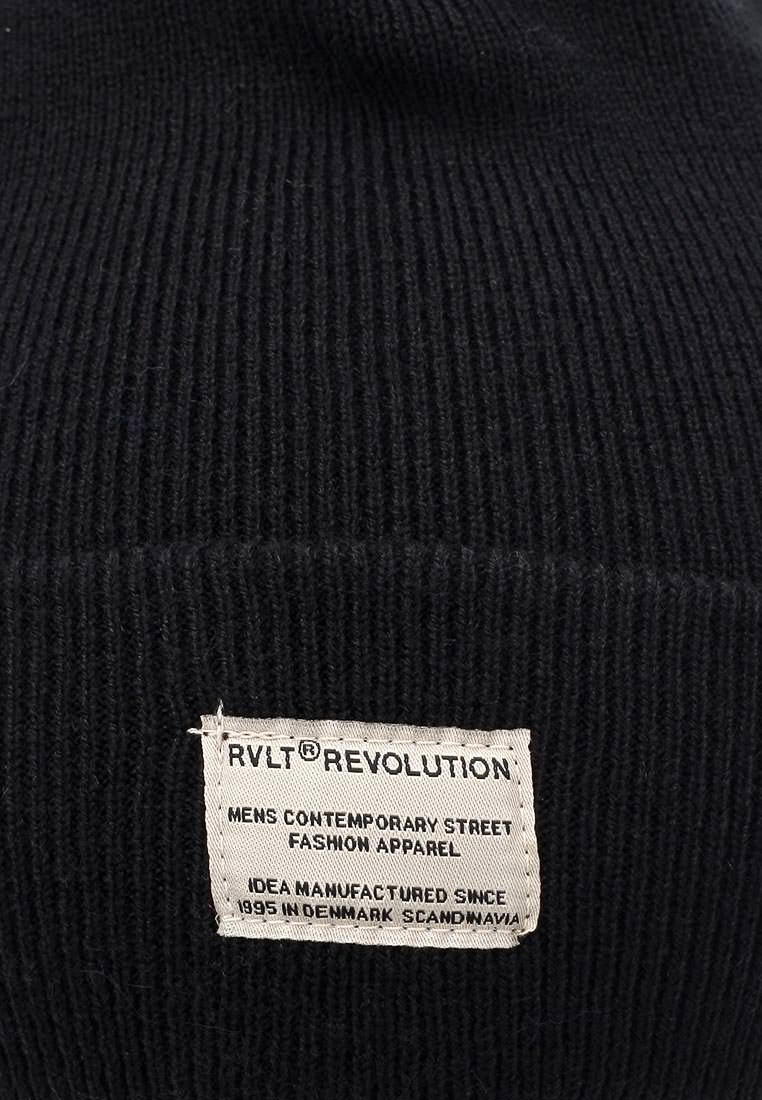 RVLT® REVOLUTION
MENS CONTEMPORARY STREET
FASHION APPAREL
IDEA MANUFACTURED SINCE
1995 IN DENMARK SCANDINAVIA